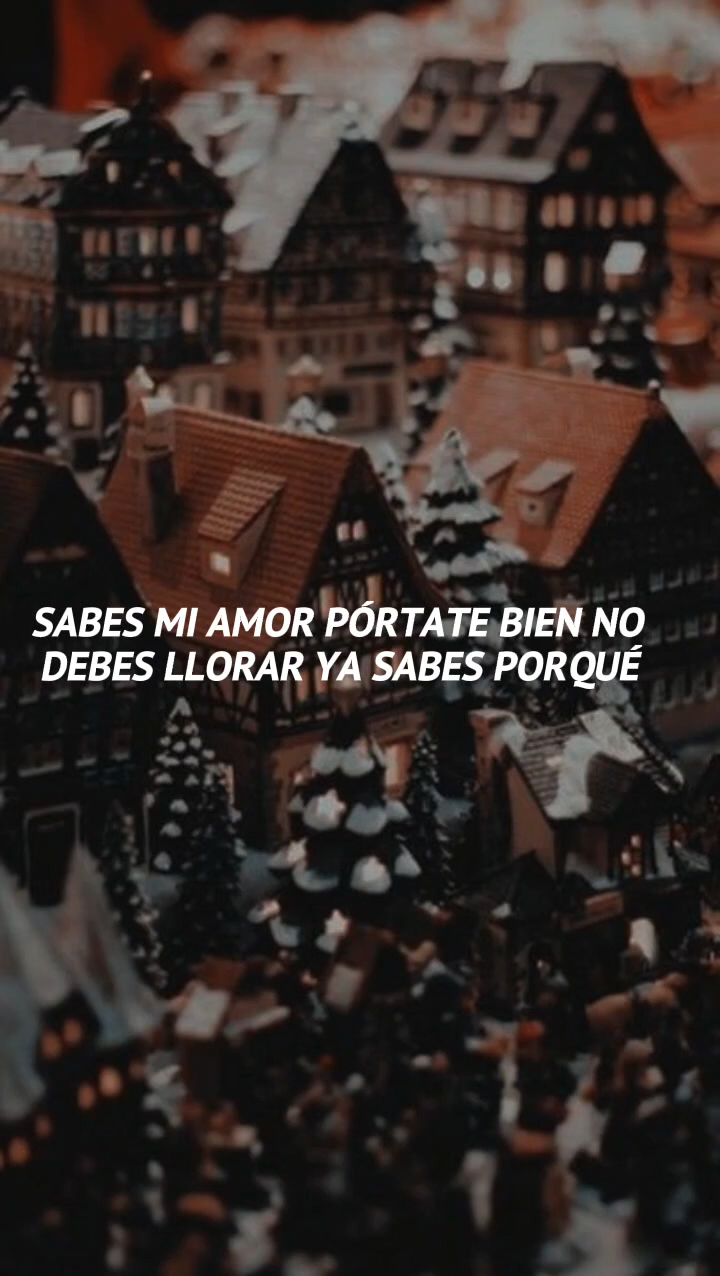 SABES MI AMOR PÓRTATE BIEN NO
DEBES LLORAR YA SABES PORQUÉ